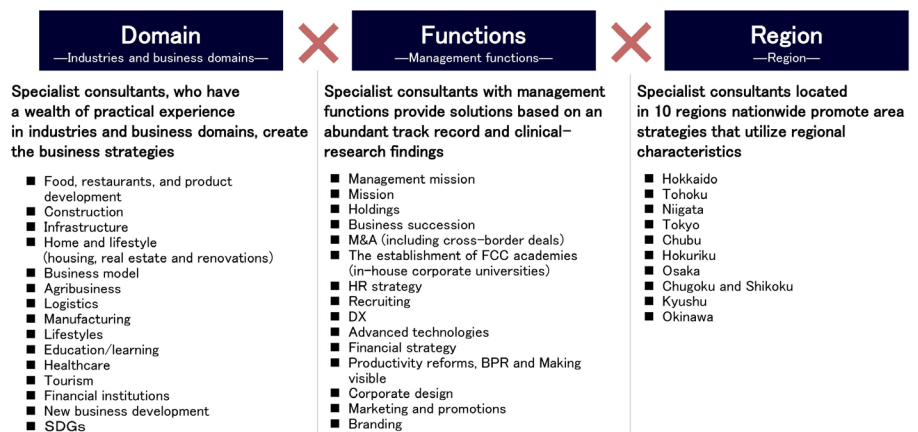 Domain
—Industries and business domains—
Specialist consultants, who have
a wealth of practical experience
in industries and business domains, create
the business strategies
■ Food, restaurants, and product
development
■ Construction
■ Infrastructure
■ Home and lifestyle
(housing, real estate and renovations)
■ Business model
■ Agribusiness
■ Logistics
■ Manufacturing
■ Lifestyles
■ Education/learning
■ Healthcare
■ Tourism
■ Financial institutions
■ New business development
■ SDGs
Functions
—Management functions—
Specialist consultants with management
functions provide solutions based on an
abundant track record and clinical-
research findings
■ Management mission
■ Mission
■ Holdings
■ Business succession
■ M&A (including cross-border deals)
■ The establishment of FCC academies
(in-house corporate universities)
■ HR strategy
■ Recruiting
■ DX
■ Advanced technologies
■ Financial strategy
■ Productivity reforms, BPR and Making
visible
■ Corporate design
■ Marketing and promotions
■ Branding
Region
—Region—
Specialist consultants located
in 10 regions nationwide promote area
strategies that utilize regional
characteristics
■ Hokkaido
■ Tohoku
■ Niigata
■ Tokyo
■ Chubu
■ Hokuriku
■ Osaka
■ Chugoku and Shikoku
■ Kyushu
■ Okinawa